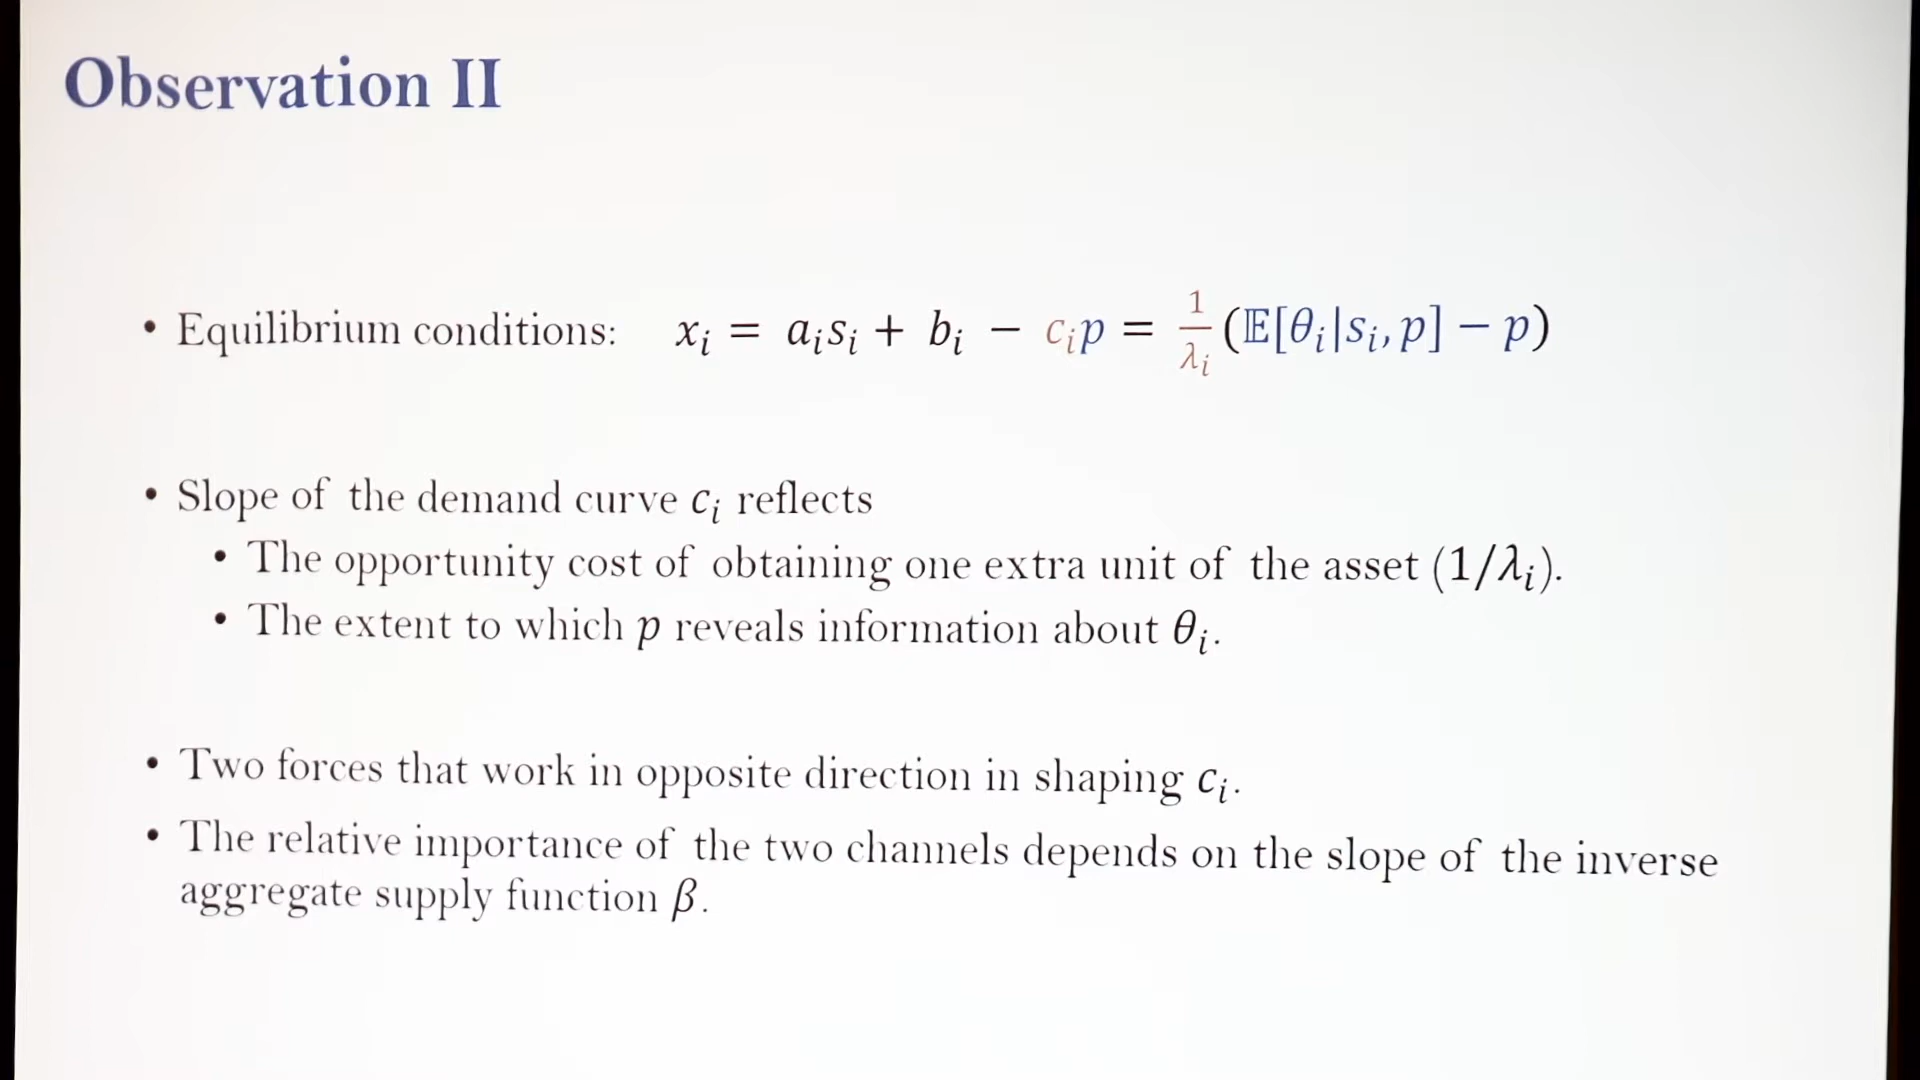 Observation II
• Equilibrium conditions: xᵢ = aᵢsᵢ + bᵢ − cᵢp = 1/λᵢ (𝔼[θᵢ|sᵢ, p] − p)
• Slope of the demand curve cᵢ reflects
• The opportunity cost of obtaining one extra unit of the asset (1/λᵢ).
• The extent to which p reveals information about θᵢ.
• Two forces that work in opposite direction in shaping cᵢ.
• The relative importance of the two channels depends on the slope of the inverse
aggregate supply function β.